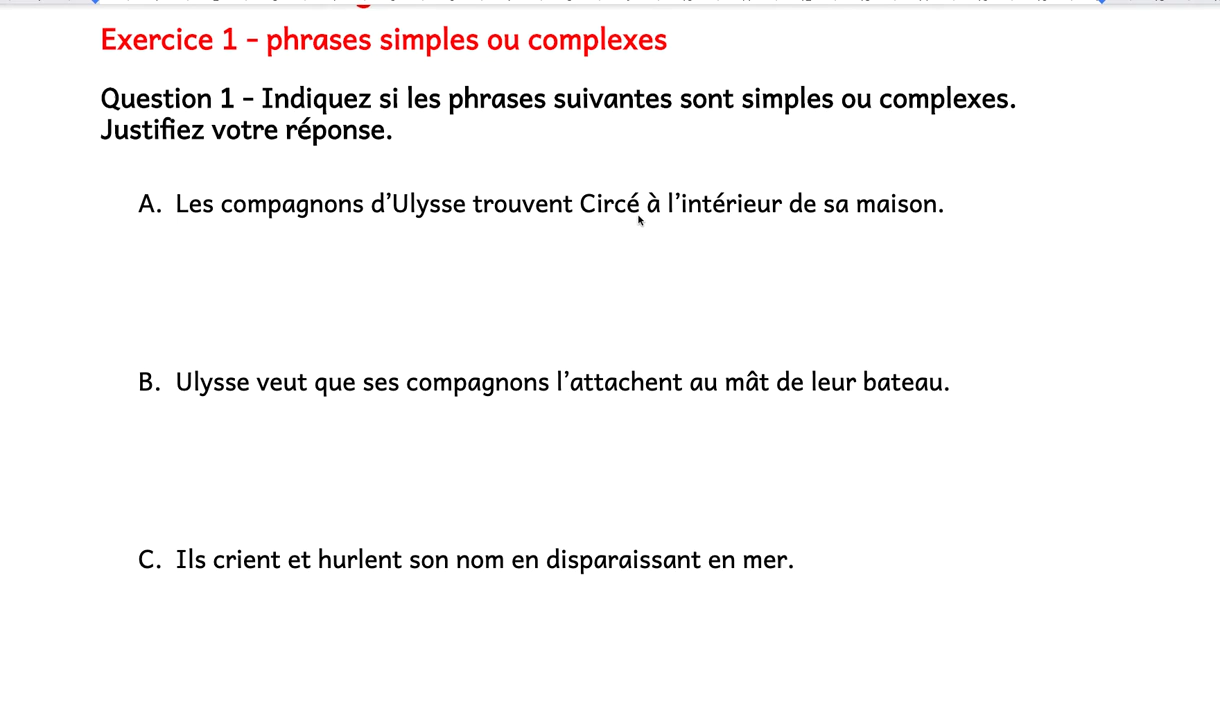 Exercice 1 – phrases simples ou complexes
Question 1 – Indiquez si les phrases suivantes sont simples ou complexes.
Justifiez votre réponse.
A. Les compagnons d’Ulysse trouvent Circé à l’intérieur de sa maison.
B. Ulysse veut que ses compagnons l’attachent au mât de leur bateau.
C. Ils crient et hurlent son nom en disparaissant en mer.